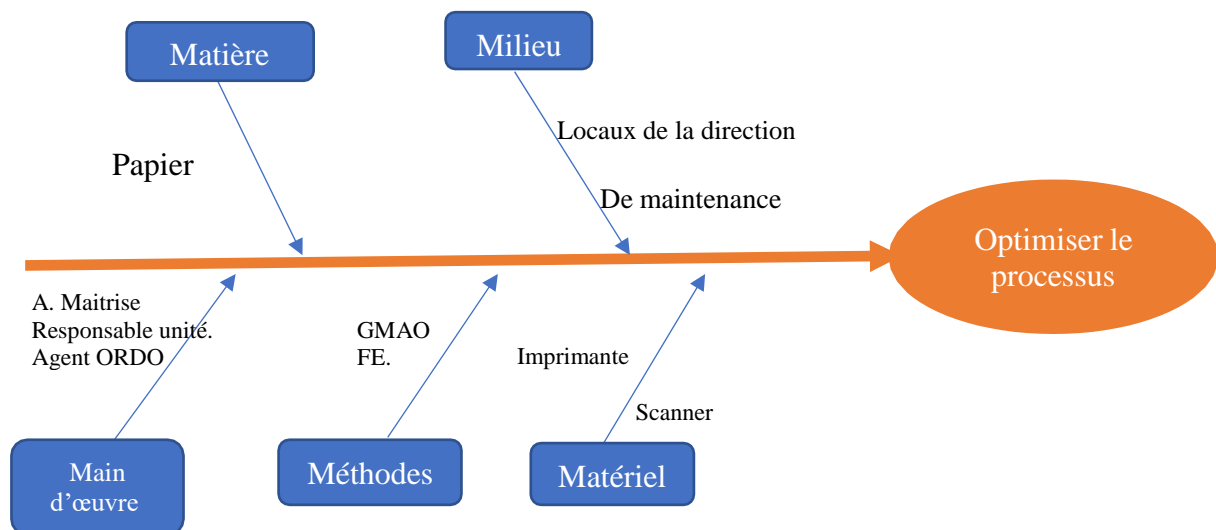 Matière
Milieu
Locaux de la direction
Papier
De maintenance
Optimiser le
processus
A. Maitrise
Responsable unité.
Agent ORDO
GMAO
FE.
Imprimante
Scanner
Main
d’œuvre
Méthodes
Matériel